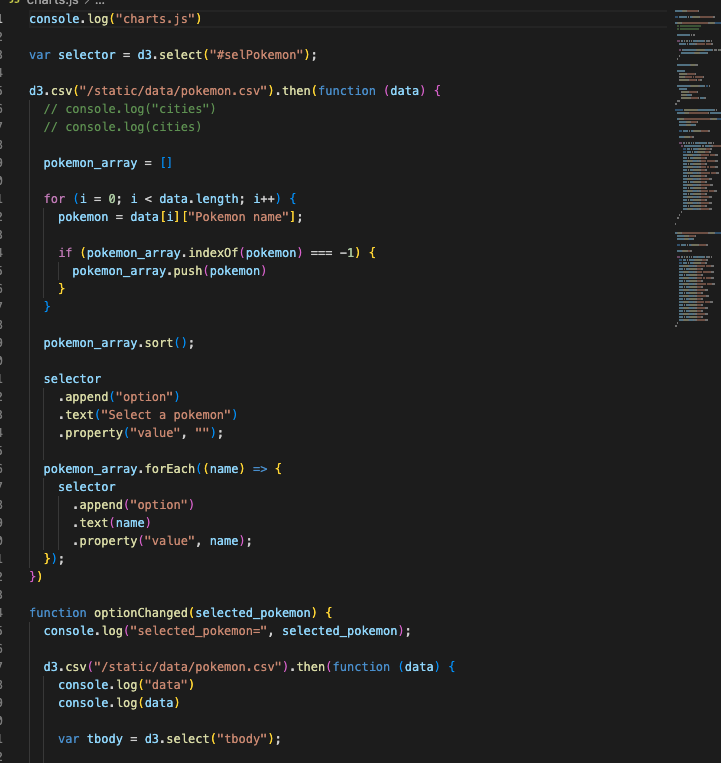 JS charts.js > ...
console.log("charts.js")
var selector = d3.select("#selPokemon");
d3.csv("/static/data/pokemon.csv").then(function (data) {
// console.log("cities")
// console.log(cities)
pokemon_array = []
for (i = 0; i < data.length; i++) {
pokemon = data[i]["Pokemon name"];
if (pokemon_array.indexOf(pokemon) === -1) {
pokemon_array.push(pokemon)
}
}
pokemon_array.sort();
selector
.append("option")
.text("Select a pokemon")
.property("value", "");
pokemon_array.forEach((name) => {
selector
.append("option")
.text(name)
.property("value", name);
});
})
function optionChanged(selected_pokemon) {
console.log("selected_pokemon=", selected_pokemon);
d3.csv("/static/data/pokemon.csv").then(function (data) {
console.log("data")
console.log(data)
var tbody = d3.select("tbody");